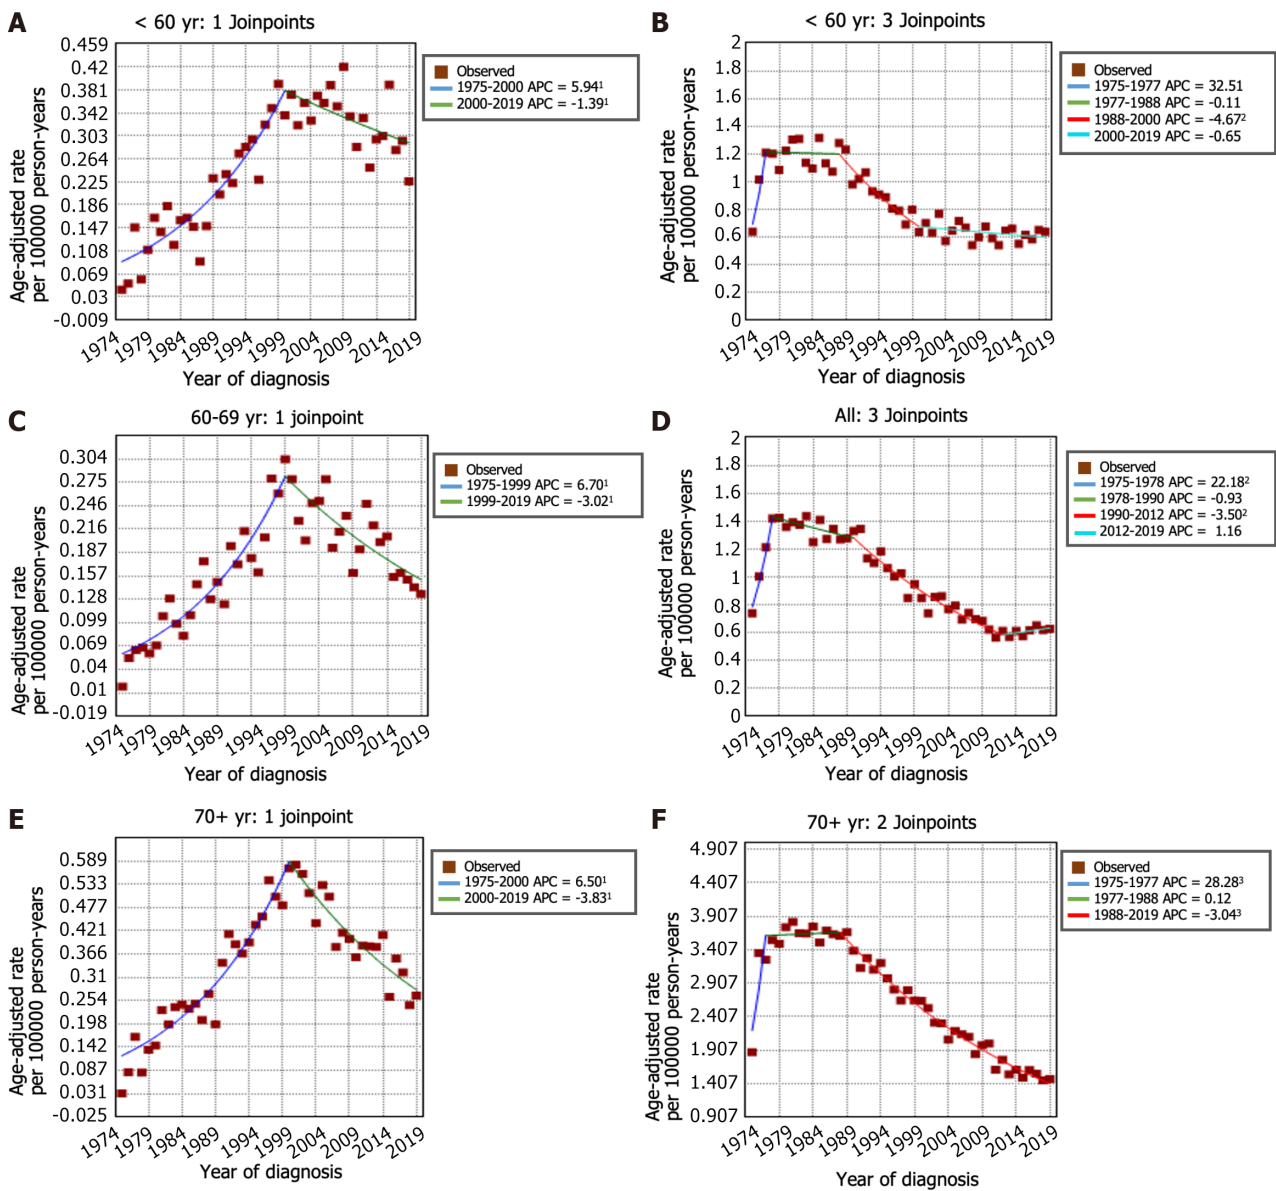 A
< 60 yr: 1 Joinpoints
0.459
0.42
0.381
0.342
0.303
0.264
0.225
0.186
0.147
0.108
0.069
0.03
-0.009
Age-adjusted rate
per 100000 person-years
1974 1979 1984 1989 1994 1999 2004 2009 2014 2019
Year of diagnosis
Observed
1975-2000 APC = 5.94¹
2000-2019 APC = -1.39¹
B
< 60 yr: 3 Joinpoints
2
1.8
1.6
1.4
1.2
1
0.8
0.6
0.4
0.2
0
Age-adjusted rate
per 100000 person-years
1974 1979 1984 1989 1994 1999 2004 2009 2014 2019
Year of diagnosis
Observed
1975-1977 APC = 32.51
1977-1988 APC = -0.11
1988-2000 APC = -4.67²
2000-2019 APC = -0.65
C
60-69 yr: 1 joinpoint
0.304
0.275
0.246
0.216
0.187
0.157
0.128
0.099
0.069
0.04
0.01
-0.019
Age-adjusted rate
per 100000 person-years
1974 1979 1984 1989 1994 1999 2004 2009 2014 2019
Year of diagnosis
Observed
1975-1999 APC = 6.70¹
1999-2019 APC = -3.02¹
D
All: 3 Joinpoints
2
1.8
1.6
1.4
1.2
1
0.8
0.6
0.4
0.2
0
Age-adjusted rate
per 100000 person-years
1974 1979 1984 1989 1994 1999 2004 2009 2014 2019
Year of diagnosis
Observed
1975-1978 APC = 22.18²
1978-1990 APC = -0.93
1990-2012 APC = -3.50²
2012-2019 APC = 1.16
E
70+ yr: 1 joinpoint
0.589
0.533
0.477
0.421
0.366
0.31
0.254
0.198
0.142
0.087
0.031
-0.025
Age-adjusted rate
per 100000 person-years
1974 1979 1984 1989 1994 1999 2004 2009 2014 2019
Year of diagnosis
Observed
1975-2000 APC = 6.50¹
2000-2019 APC = -3.83¹
F
70+ yr: 2 Joinpoints
4.907
4.407
3.907
3.407
2.907
2.407
1.907
1.407
0.907
Age-adjusted rate
per 100000 person-years
1974 1979 1984 1989 1994 1999 2004 2009 2014 2019
Year of diagnosis
Observed
1975-1977 APC = 28.28³
1977-1988 APC = 0.12
1988-2019 APC = -3.04³